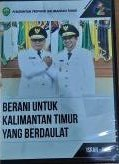 PEMERINTAH PROVINSI KALIMANTAN TIMUR
BERANI UNTUK
KALIMANTAN TIMUR
YANG BERDAULAT